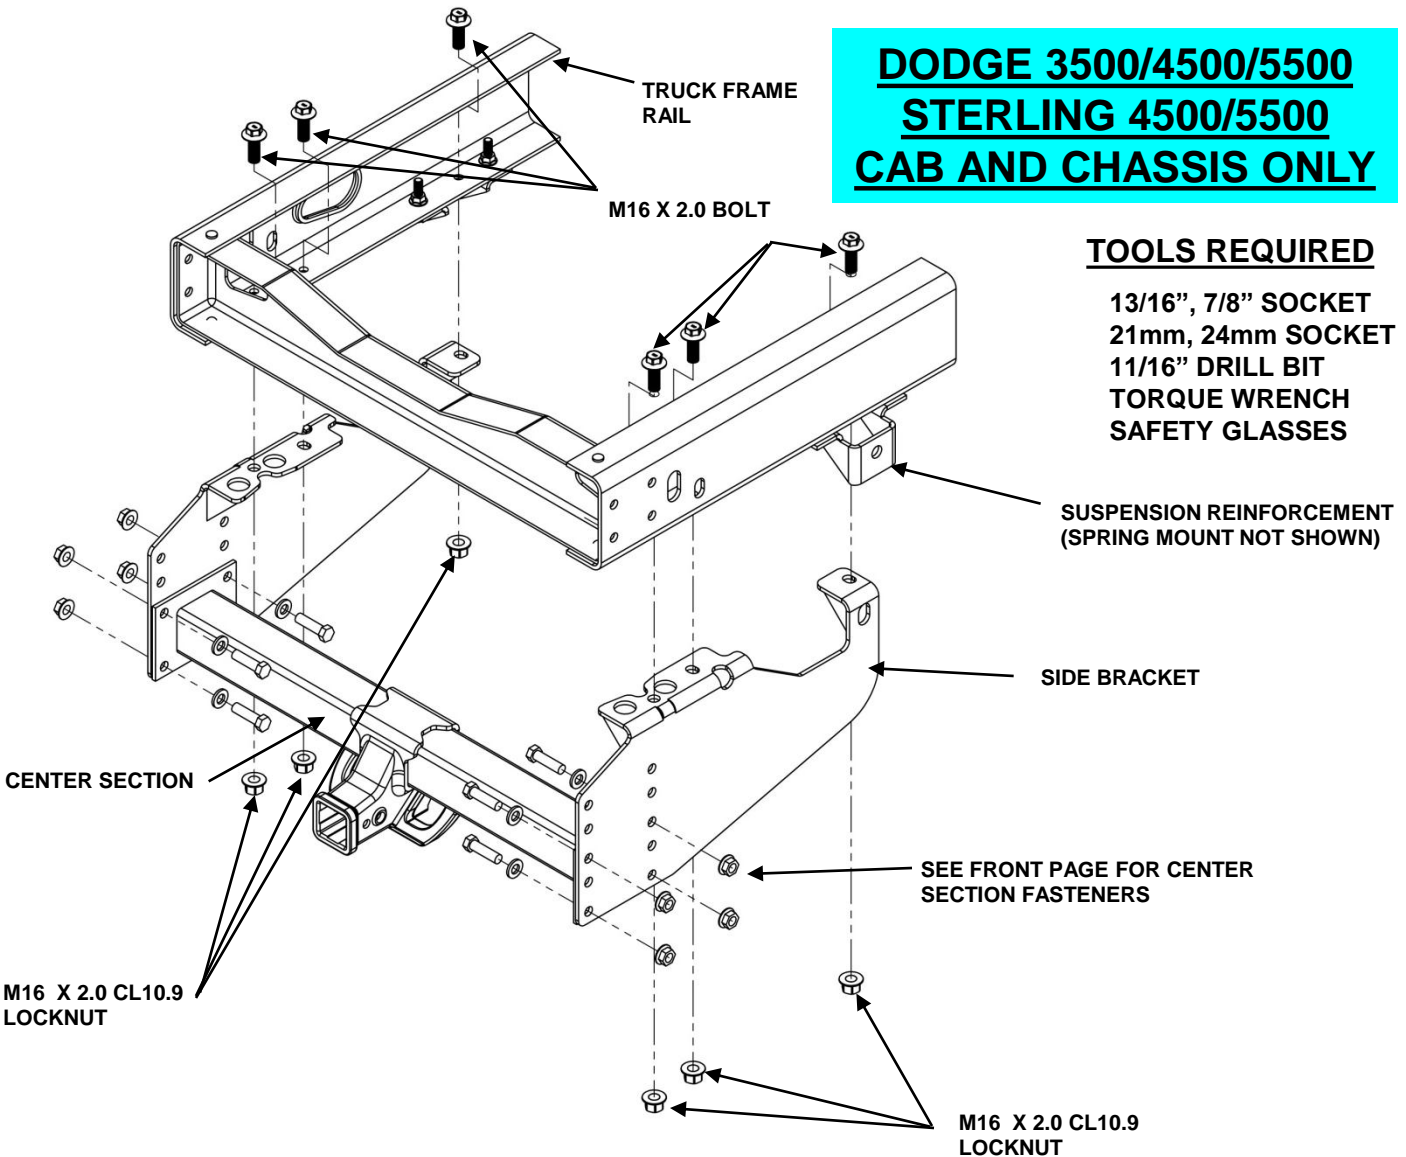 DODGE 3500/4500/5500
STERLING 4500/5500
CAB AND CHASSIS ONLY
TRUCK FRAME
RAIL
M16 X 2.0 BOLT
TOOLS REQUIRED
13/16”, 7/8” SOCKET
21mm, 24mm SOCKET
11/16” DRILL BIT
TORQUE WRENCH
SAFETY GLASSES
SUSPENSION REINFORCEMENT
(SPRING MOUNT NOT SHOWN)
SIDE BRACKET
CENTER SECTION
SEE FRONT PAGE FOR CENTER
SECTION FASTENERS
M16  X 2.0 CL10.9
LOCKNUT
M16  X 2.0 CL10.9
LOCKNUT